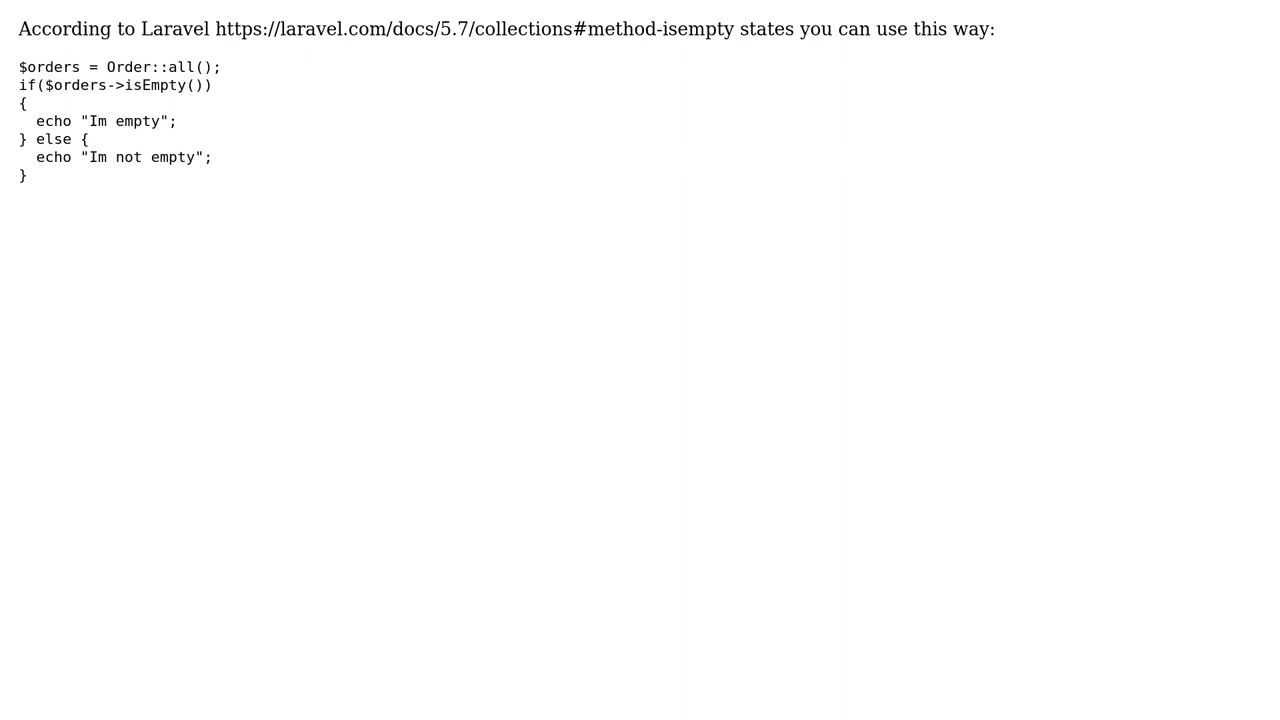 According to Laravel https://laravel.com/docs/5.7/collections#method-isempty states you can use this way:
$orders = Order::all();
if($orders->isEmpty())
{
  echo "Im empty";
} else {
  echo "Im not empty";
}